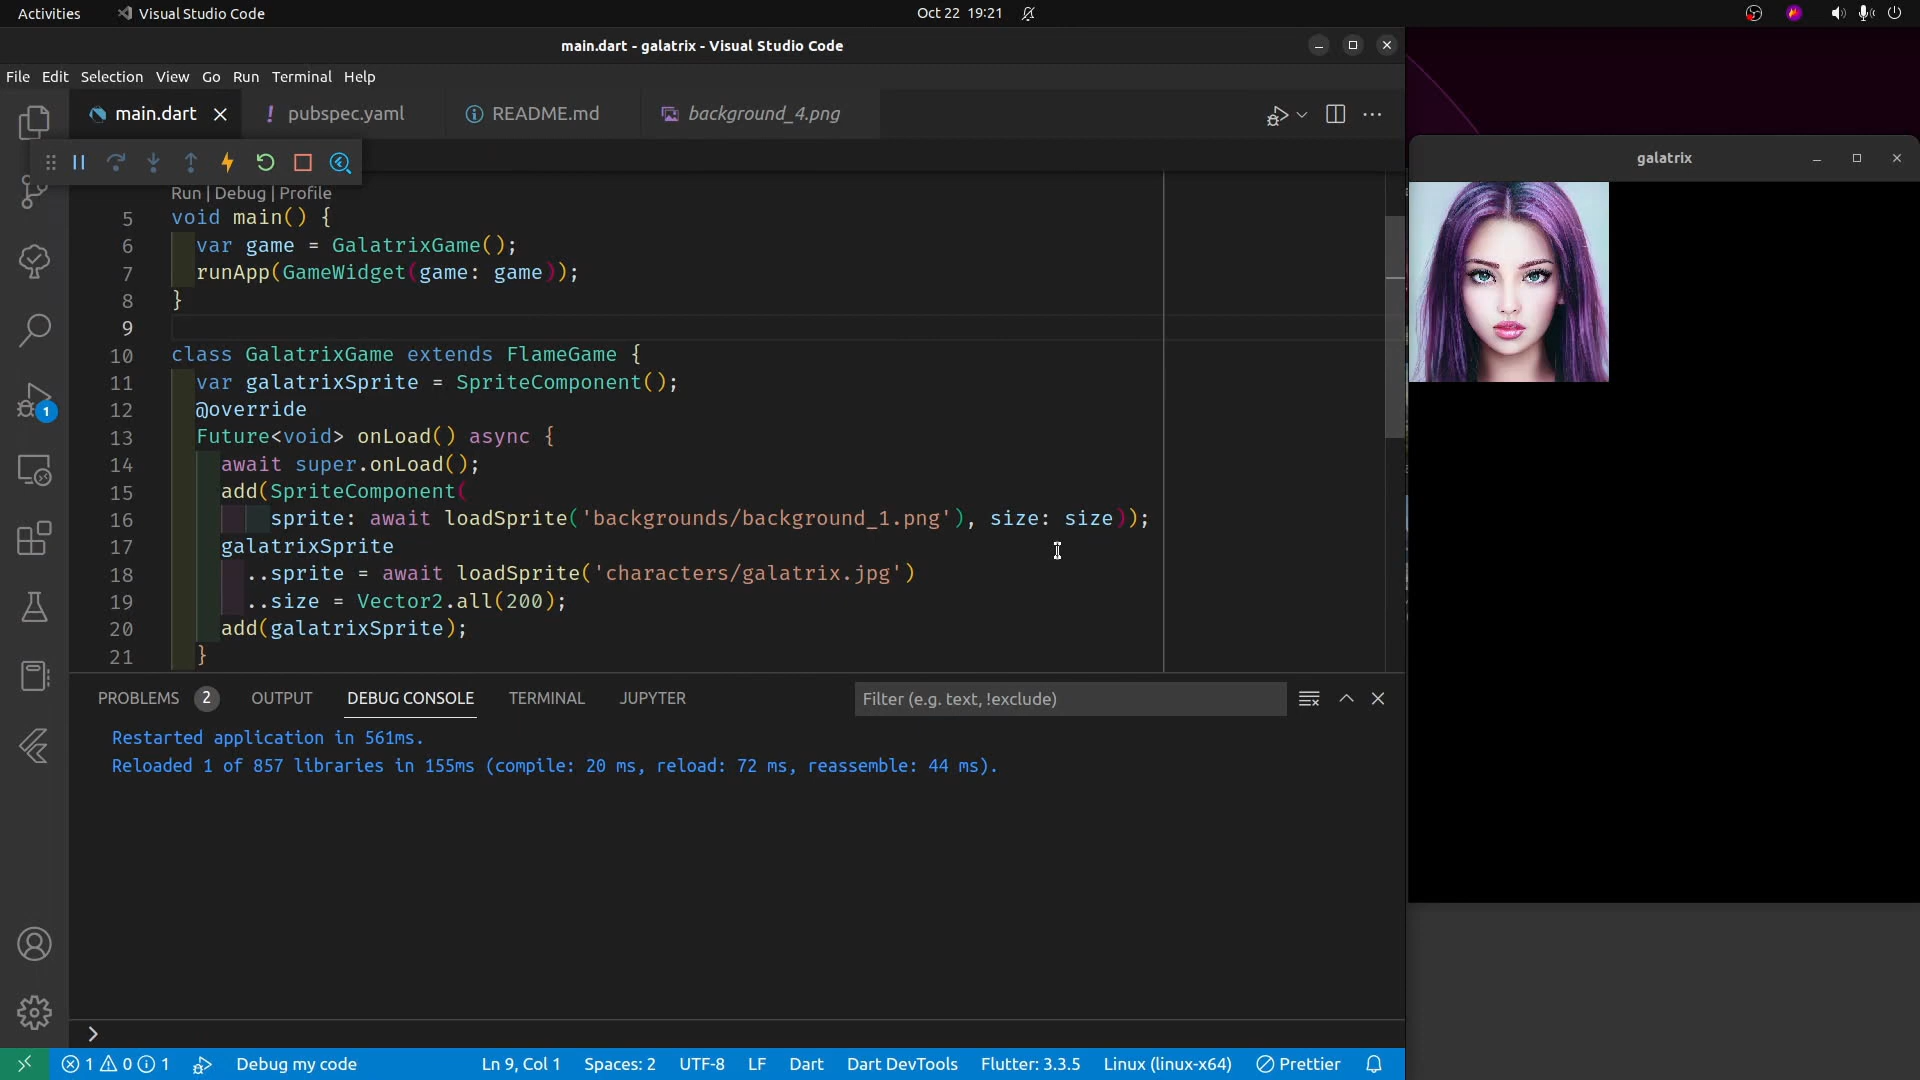 Activities
Visual Studio Code
Oct 22 19:21
main.dart - galatrix - Visual Studio Code
File Edit Selection View Go Run Terminal Help
main.dart
! pubspec.yaml
README.md
background_4.png
galatrix
Run | Debug | Profile
5 void main() {
6 var game = GalatrixGame();
7 runApp(GameWidget(game: game));
8 }
9
10 class GalatrixGame extends FlameGame {
11 var galatrixSprite = SpriteComponent();
12 @override
13 Future<void> onLoad() async {
14 await super.onLoad();
15 add(SpriteComponent(
16 sprite: await loadSprite('backgrounds/background_1.png'), size: size));
17 galatrixSprite
18 ..sprite = await loadSprite('characters/galatrix.jpg')
19 ..size = Vector2.all(200);
20 add(galatrixSprite);
21 }
1
PROBLEMS 2 OUTPUT DEBUG CONSOLE TERMINAL JUPYTER
Filter (e.g. text, !exclude)
Restarted application in 561ms.
Reloaded 1 of 857 libraries in 155ms (compile: 20 ms, reload: 72 ms, reassemble: 44 ms).
1 0 1 Debug my code Ln 9, Col 1 Spaces: 2 UTF-8 LF Dart Dart DevTools Flutter: 3.3.5 Linux (linux-x64) Prettier